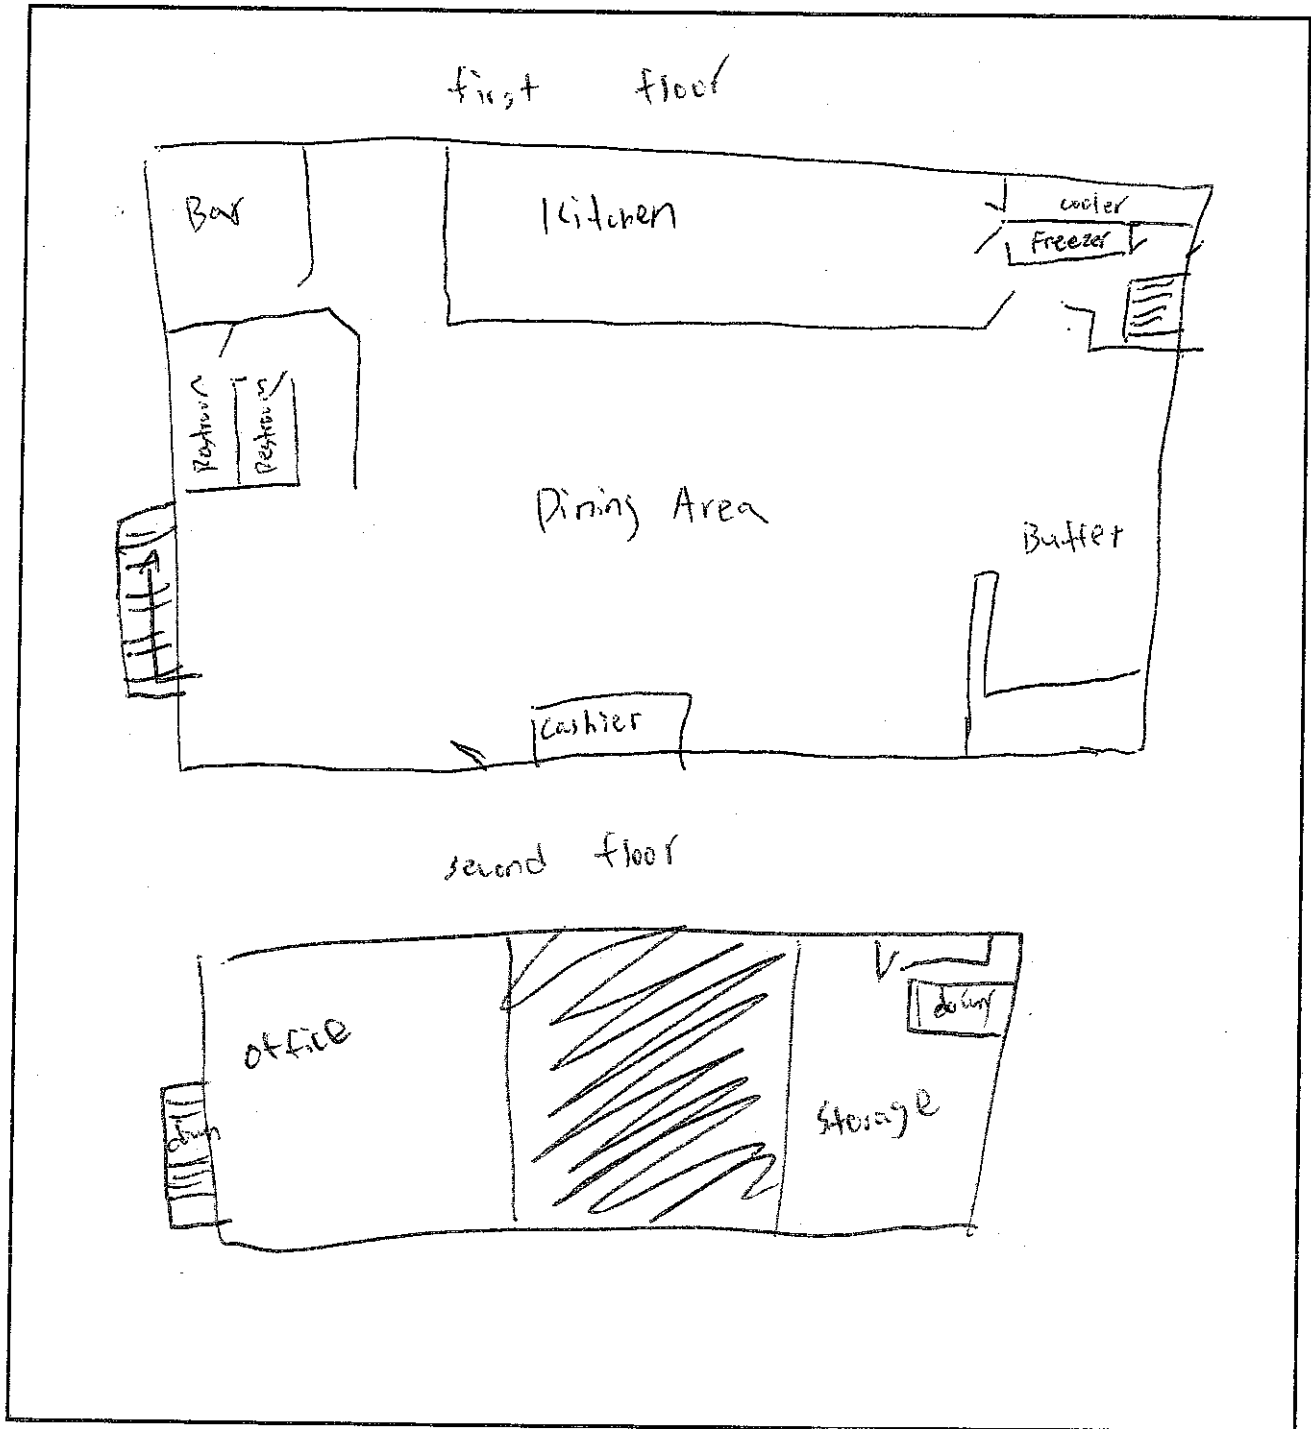 first floor
Bar
Kitchen
cooler
Freezer
Restroom
Restroom
Dining Area
Buffet
Cashier
second floor
office
down
down
Storage